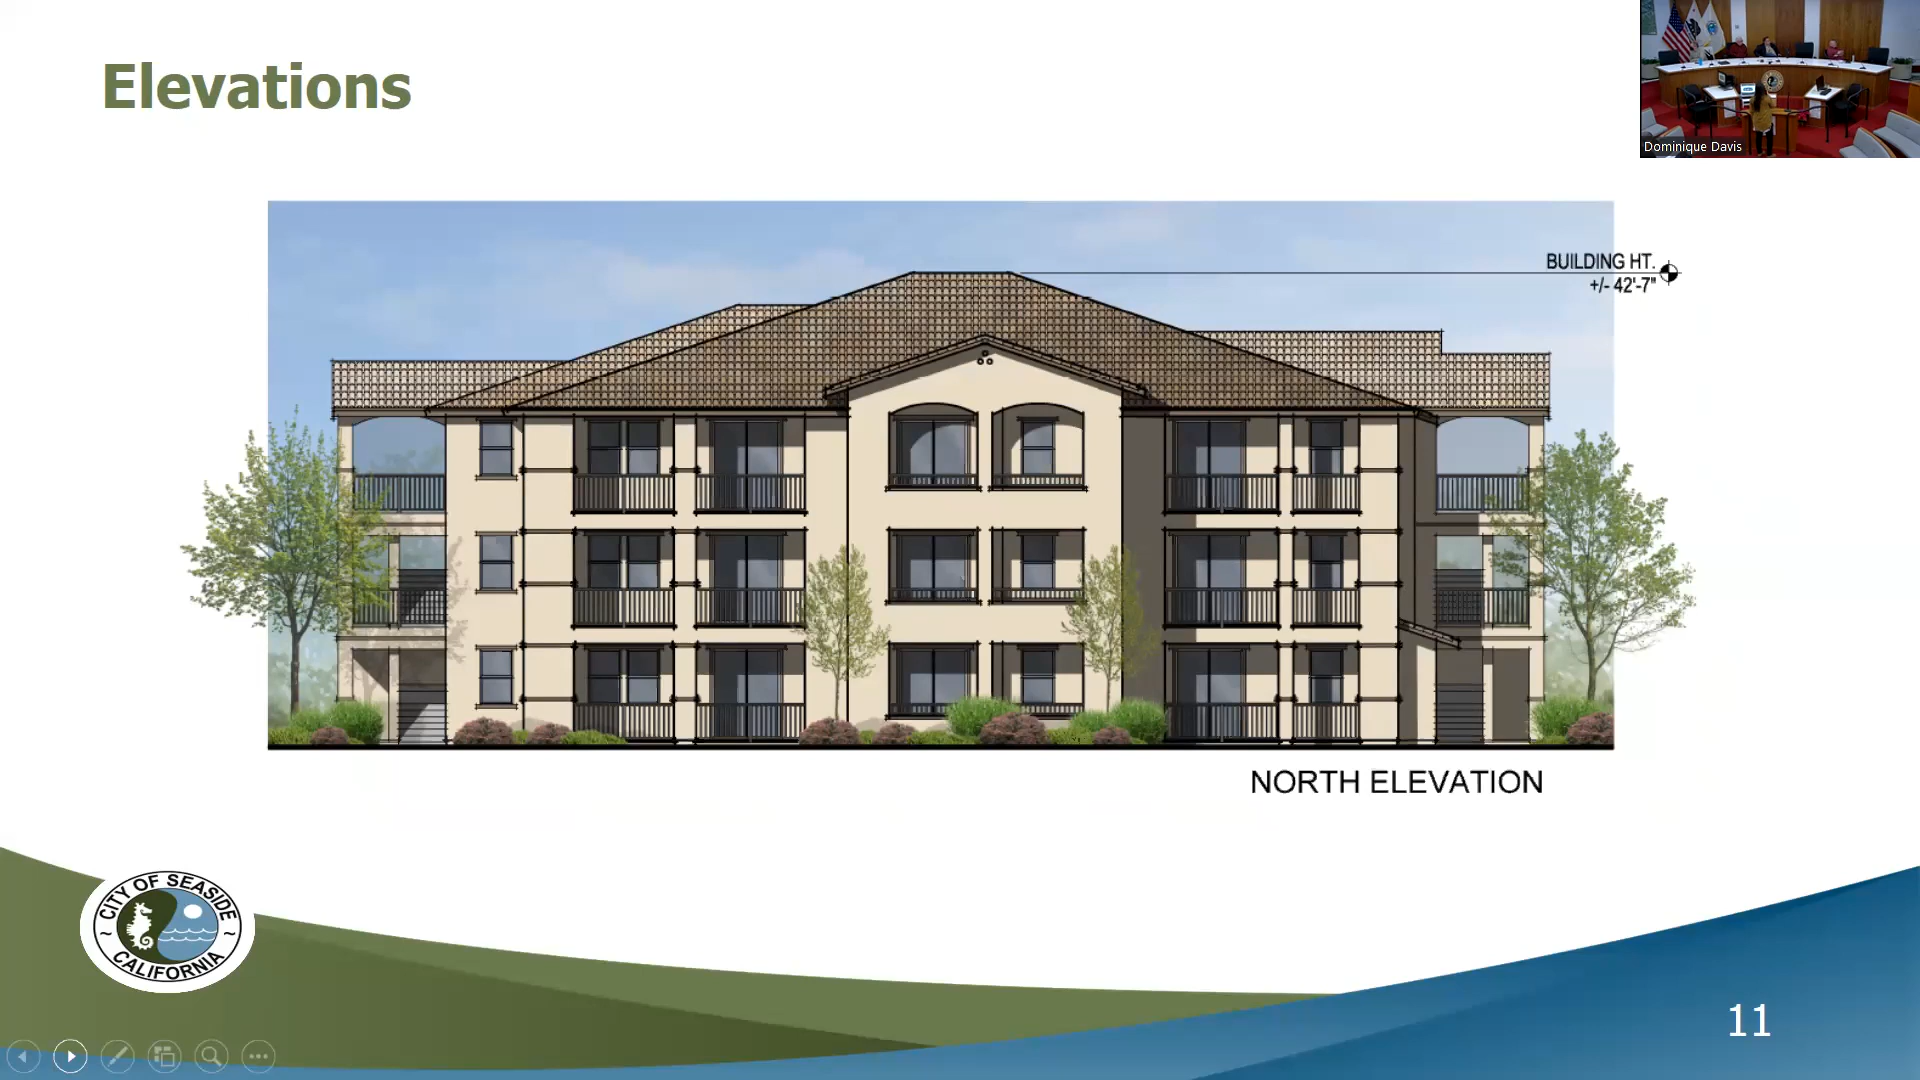 Elevations
Dominique Davis
BUILDING HT.
+/- 42'-7"
NORTH ELEVATION
CITY OF SEASIDE
~ ~
CALIFORNIA
11